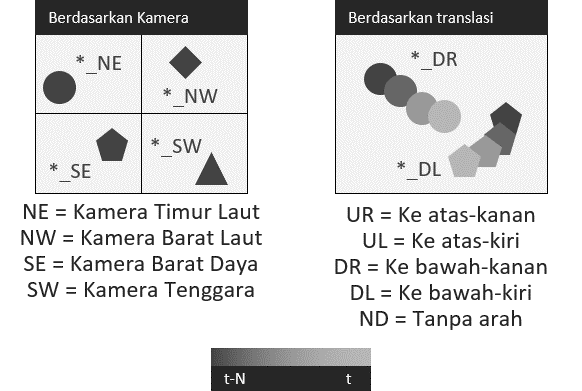 Berdasarkan Kamera
*_NE
*_NW
*_SE
*_SW
NE = Kamera Timur Laut
NW = Kamera Barat Laut
SE = Kamera Barat Daya
SW = Kamera Tenggara
Berdasarkan translasi
*_DR
*_DL
UR = Ke atas-kanan
UL = Ke atas-kiri
DR = Ke bawah-kanan
DL = Ke bawah-kiri
ND = Tanpa arah
t-N t